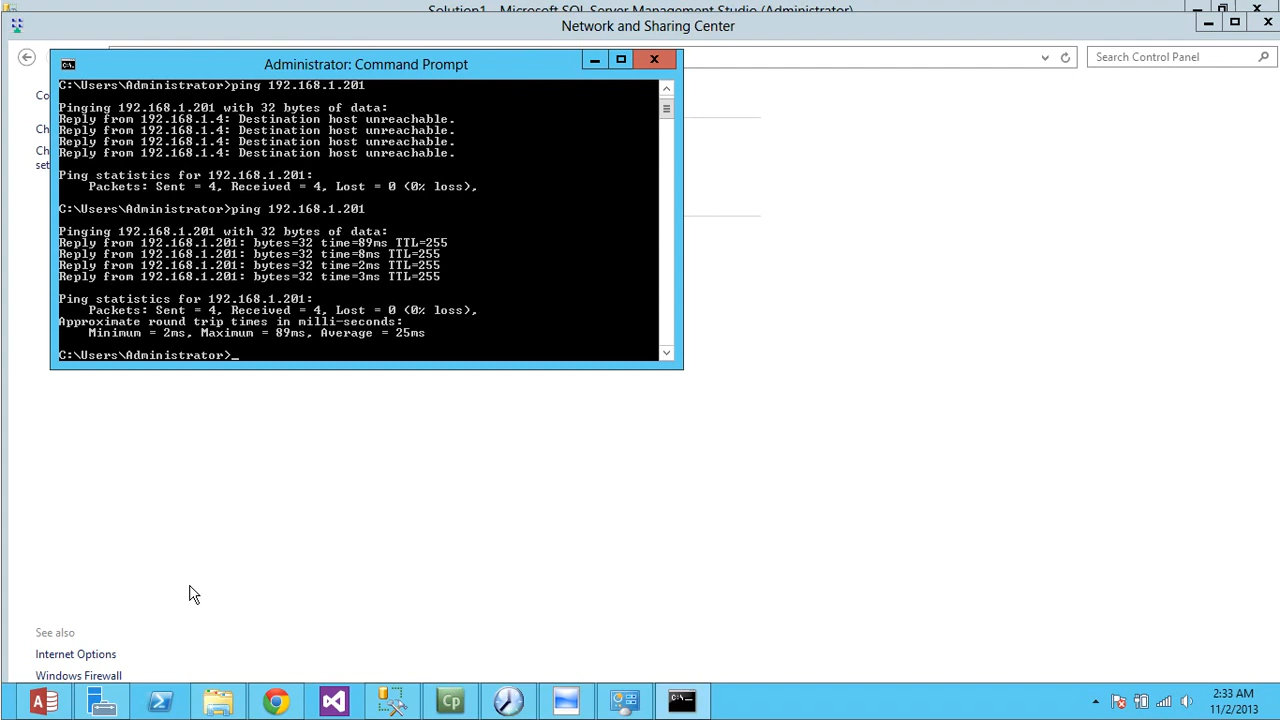 Solution1 - Microsoft SQL Server Management Studio (Administrator)
Network and Sharing Center
Search Control Panel
Administrator: Command Prompt
C:\Users\Administrator>ping 192.168.1.201
Pinging 192.168.1.201 with 32 bytes of data:
Reply from 192.168.1.4: Destination host unreachable.
Reply from 192.168.1.4: Destination host unreachable.
Reply from 192.168.1.4: Destination host unreachable.
Reply from 192.168.1.4: Destination host unreachable.
Ping statistics for 192.168.1.201:
Packets: Sent = 4, Received = 4, Lost = 0 (0% loss),
C:\Users\Administrator>ping 192.168.1.201
Pinging 192.168.1.201 with 32 bytes of data:
Reply from 192.168.1.201: bytes=32 time=89ms TTL=255
Reply from 192.168.1.201: bytes=32 time=8ms TTL=255
Reply from 192.168.1.201: bytes=32 time=2ms TTL=255
Reply from 192.168.1.201: bytes=32 time=3ms TTL=255
Ping statistics for 192.168.1.201:
Packets: Sent = 4, Received = 4, Lost = 0 (0% loss),
Approximate round trip times in milli-seconds:
Minimum = 2ms, Maximum = 89ms, Average = 25ms
C:\Users\Administrator>_
Co
Ch
Ch
set
See also
Internet Options
Windows Firewall
Cp
2:33 AM
11/2/2013